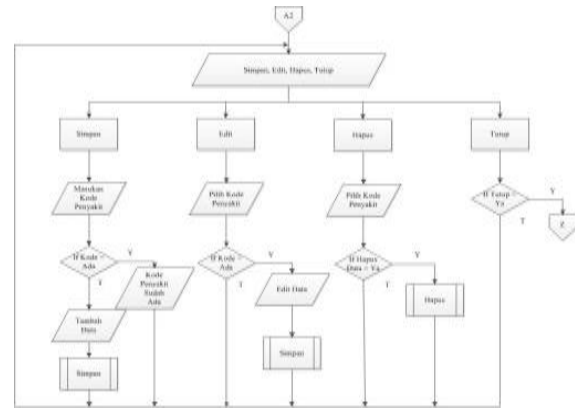 A2
Simpan, Edit, Hapus, Tutup
Simpan
Edit
Hapus
Tutup
Masukan
Kode
Penyakit
Pilih Kode
Penyakit
Pilih Kode
Penyakit
If Tutup =
Ya
Y
T
Z
If Kode =
Ada
Y
T
Kode
Penyakit
Sudah
Ada
If Kode =
Ada
Y
T
Edit Data
If Hapus
Data = Ya
Y
T
Hapus
Tambah
Data
Simpan
Simpan